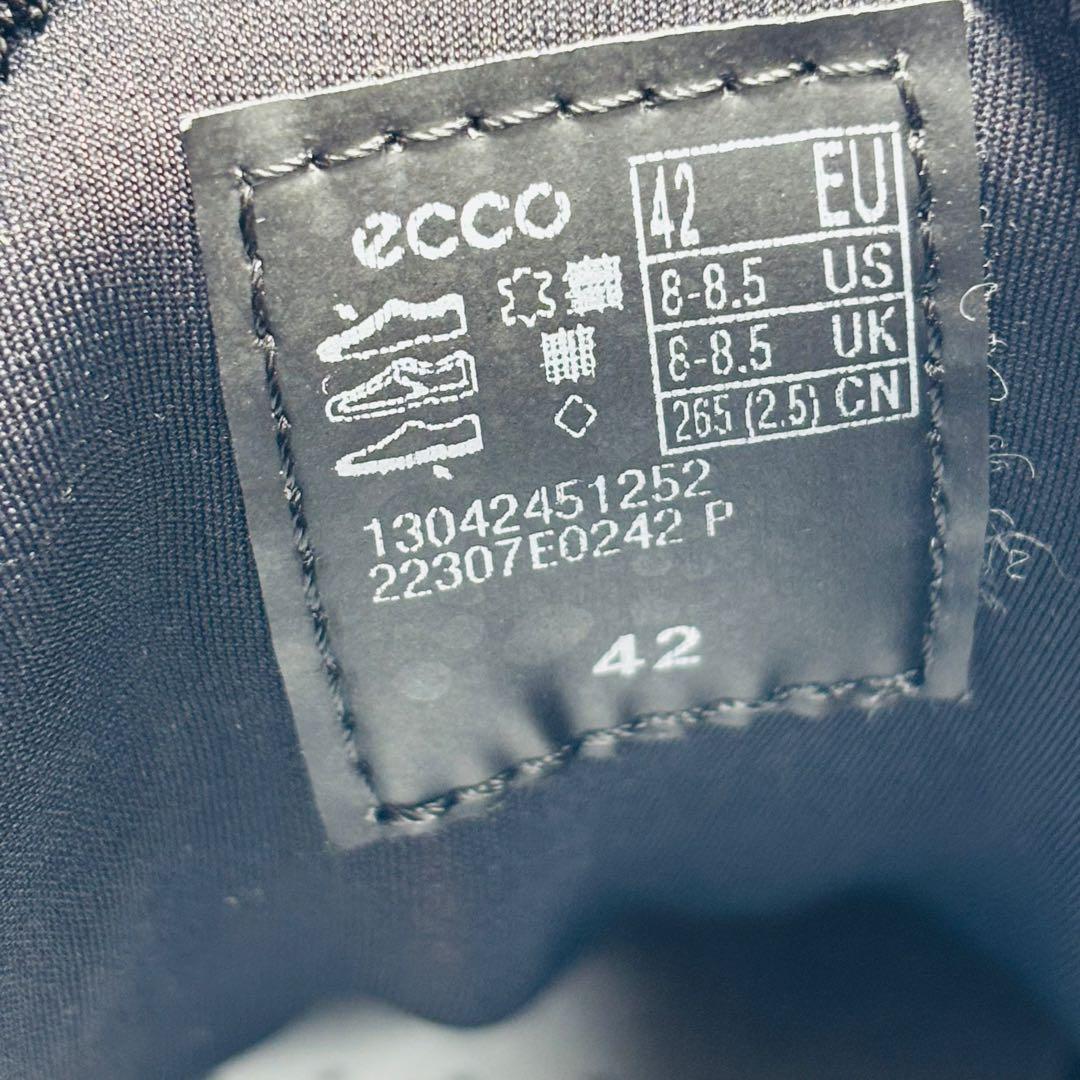 ecco
42 EU
8-8.5 US
8-8.5 UK
265 (2.5) CN
13042451252
22307E0242 P
42